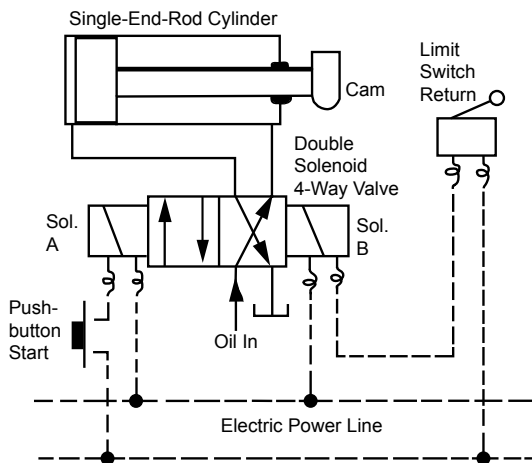 Single-End-Rod Cylinder
Cam
Limit
Switch
Return
Double
Solenoid
4-Way Valve
Sol.
A
Sol.
B
Push-
button
Start
Oil In
Electric Power Line